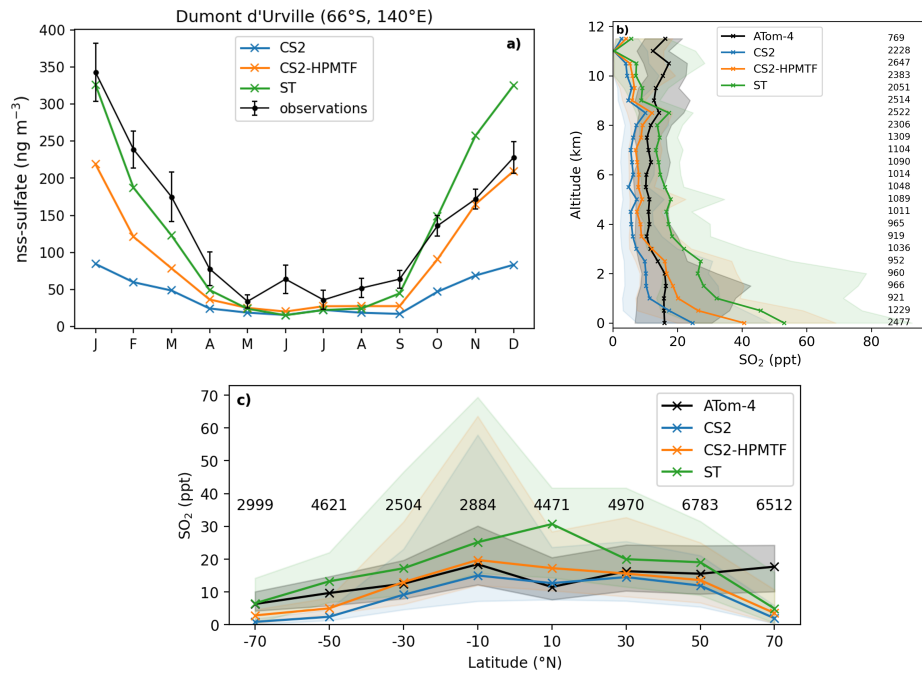 Dumont d'Urville (66°S, 140°E)
a)
nss-sulfate (ng m⁻³)
400
350
300
250
200
150
100
50
0
J F M A M J J A S O N D
CS2
CS2-HPMTF
ST
observations
b)
Altitude (km)
12
10
8
6
4
2
0
0 20 40 60 80
SO₂ (ppt)
ATom-4
CS2
CS2-HPMTF
ST
769
2228
2647
2383
2051
2514
2522
2306
1309
1104
1090
1014
1048
1089
1011
965
919
1036
952
960
966
921
1229
2477
c)
SO₂ (ppt)
70
60
50
40
30
20
10
0
ATom-4
CS2
CS2-HPMTF
ST
2999 4621 2504 2884 4471 4970 6783 6512
-70 -50 -30 -10 10 30 50 70
Latitude (°N)